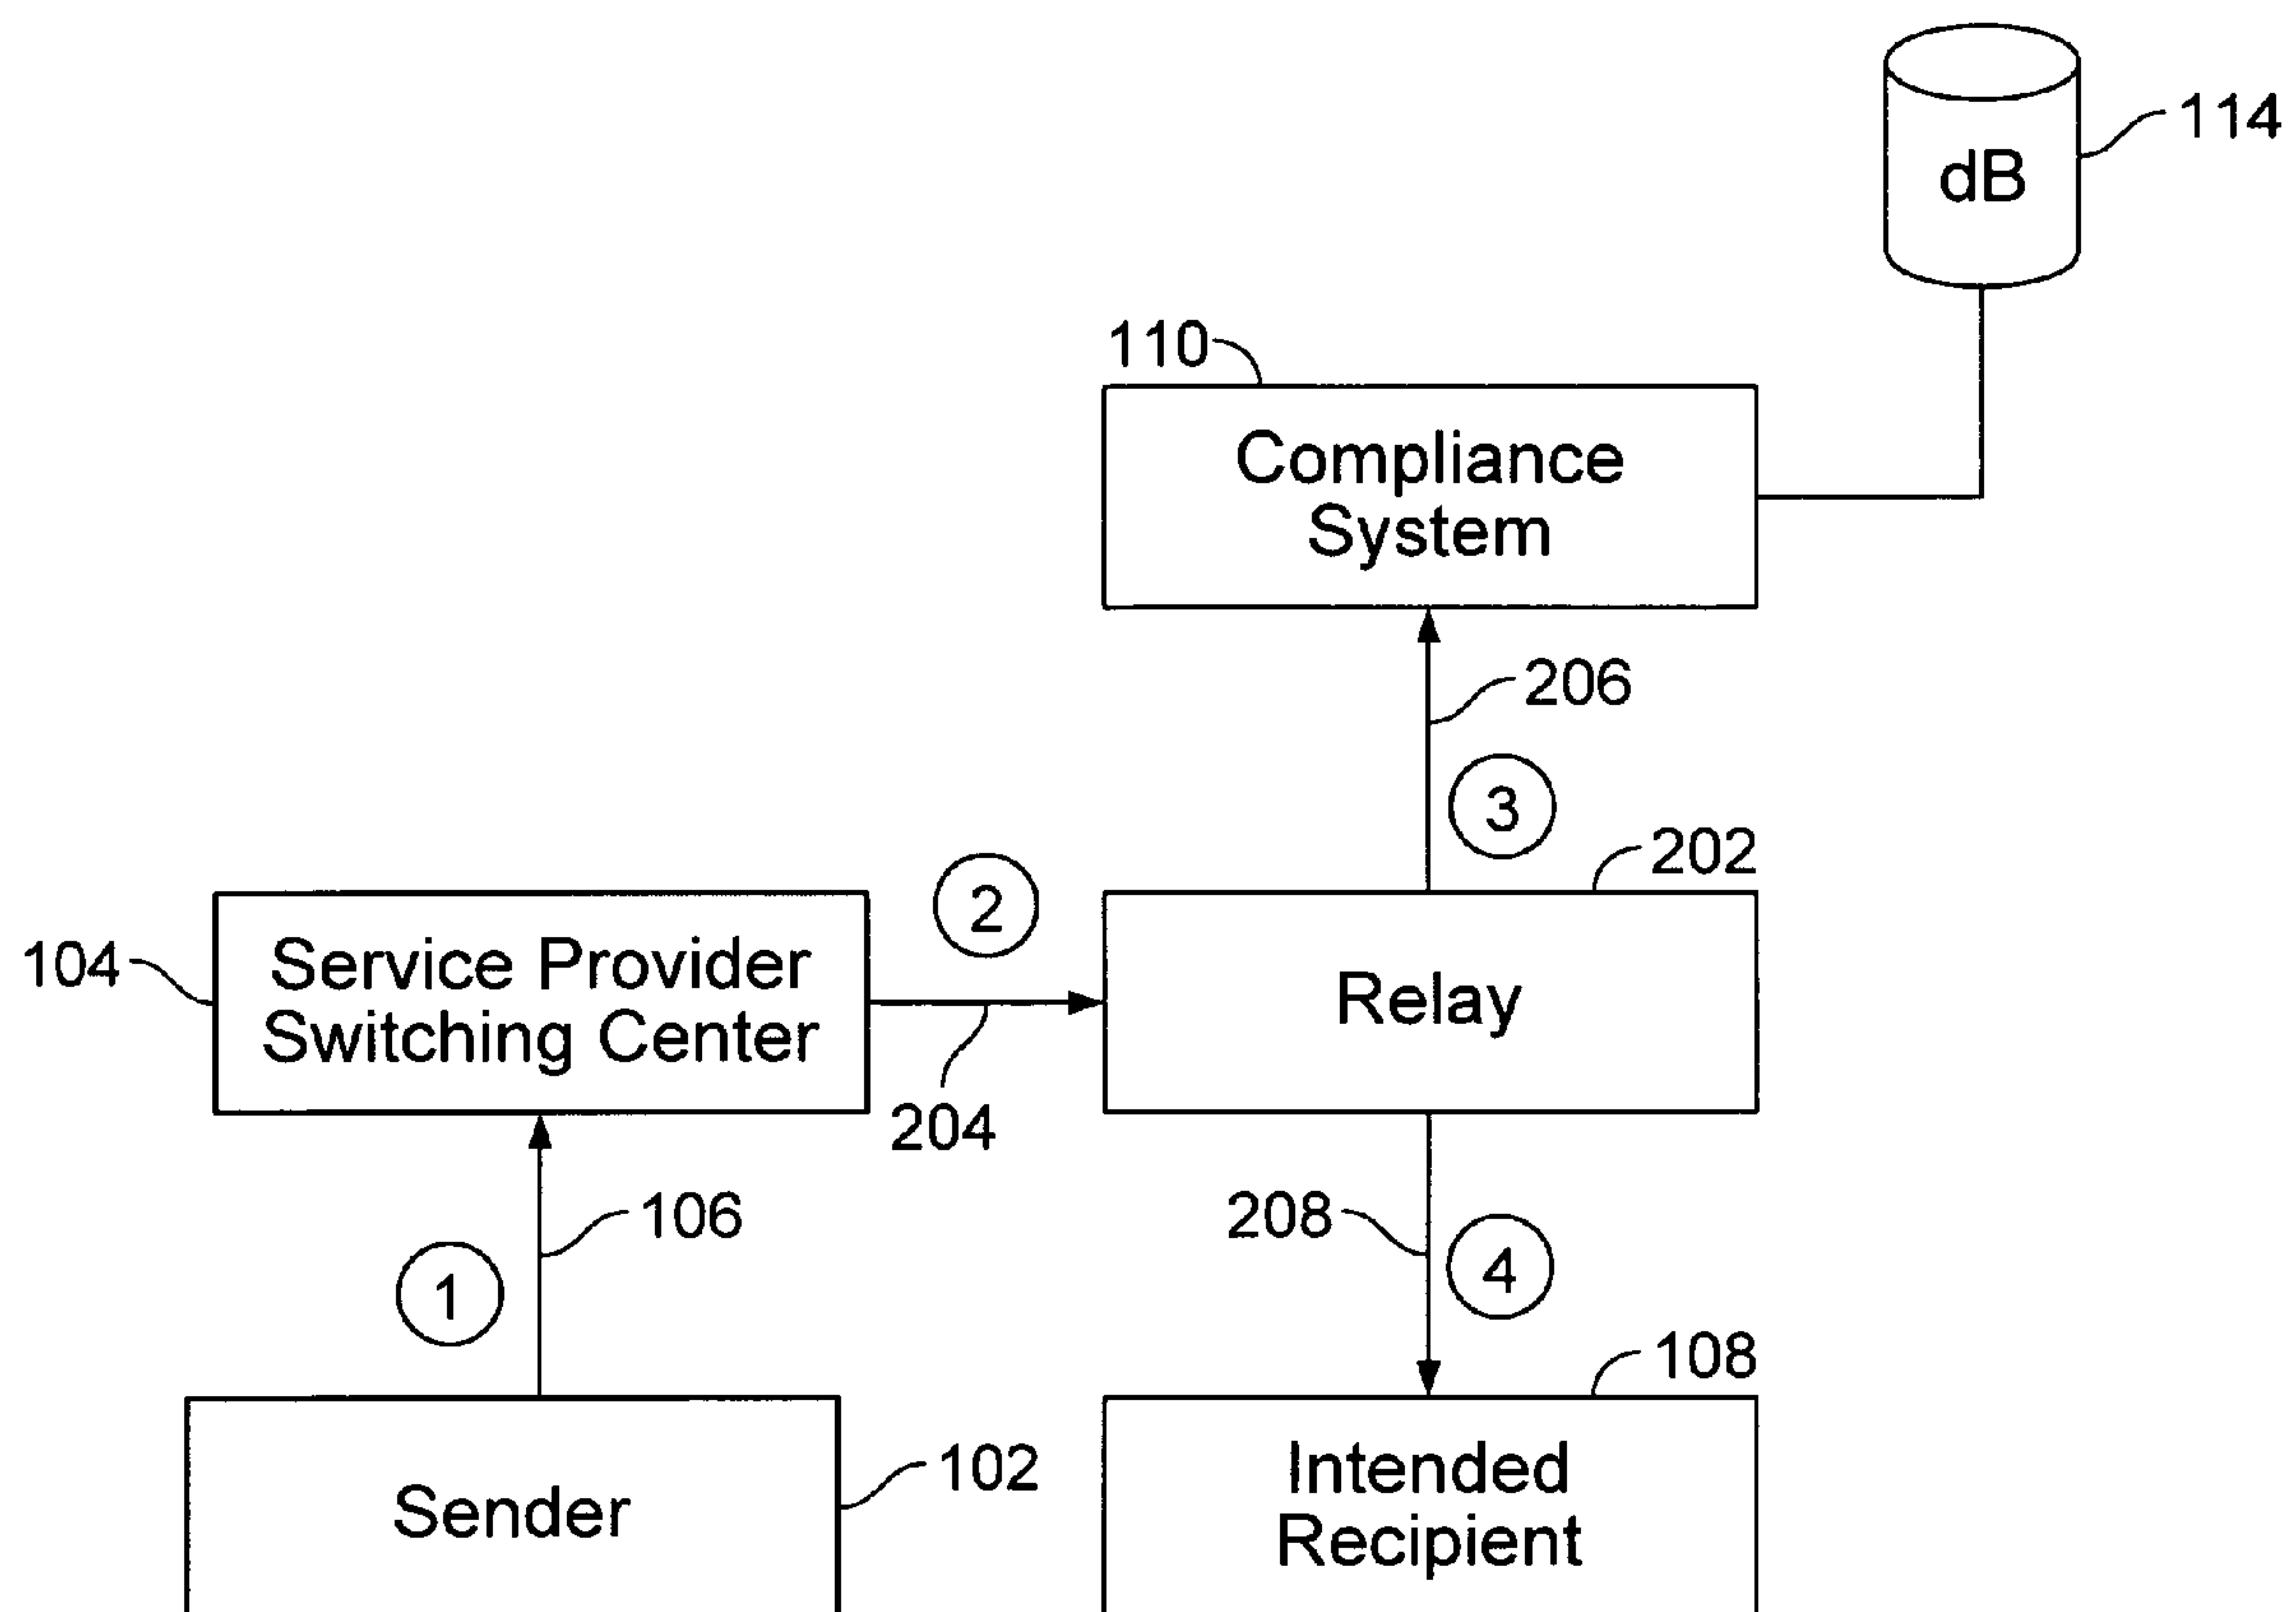 114
dB
110
Compliance
System
206
3
202
2
104
Service Provider
Switching Center
Relay
204
106
208
1
4
108
102
Sender
Intended
Recipient